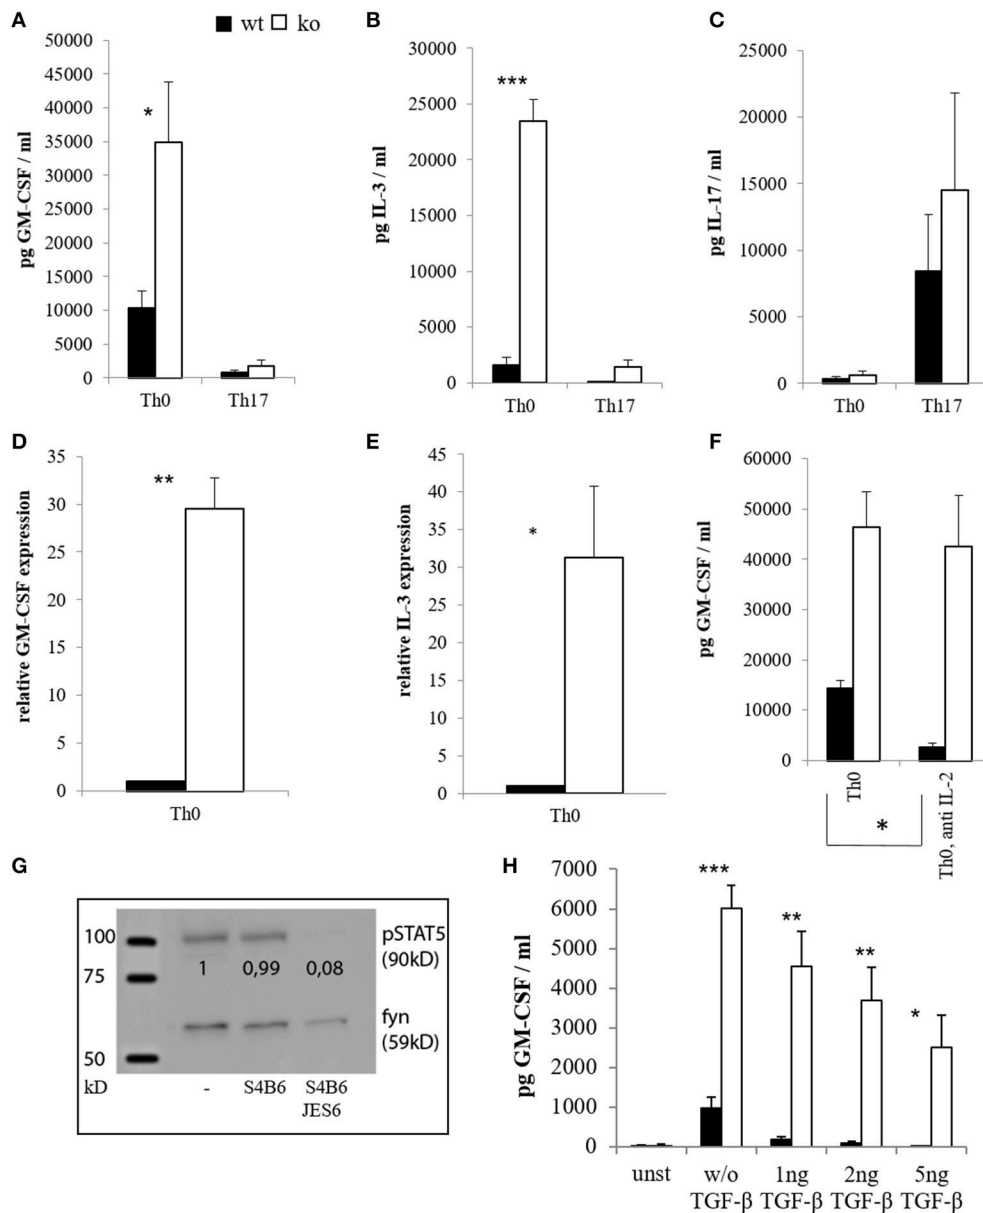 A
wt ko
pg GM-CSF / ml
50000
45000
40000
35000
30000
25000
20000
15000
10000
5000
0
*
Th0 Th17
B
pg IL-3 / ml
30000
25000
20000
15000
10000
5000
0
***
Th0 Th17
C
pg IL-17 / ml
25000
20000
15000
10000
5000
0
Th0 Th17
D
relative GM-CSF expression
35
30
25
20
15
10
5
0
**
Th0
E
relative IL-3 expression
45
40
35
30
25
20
15
10
5
0
*
Th0
F
pg GM-CSF / ml
60000
50000
40000
30000
20000
10000
0
Th0
Th0, anti IL-2
*
G
100
75
50
kD
1 0,99 0,08
pSTAT5
(90kD)
fyn
(59kD)
- S4B6 S4B6
JES6
H
pg GM-CSF / ml
7000
6000
5000
4000
3000
2000
1000
0
***
**
**
*
unst w/o 1ng 2ng 5ng
TGF-β TGF-β TGF-β TGF-β